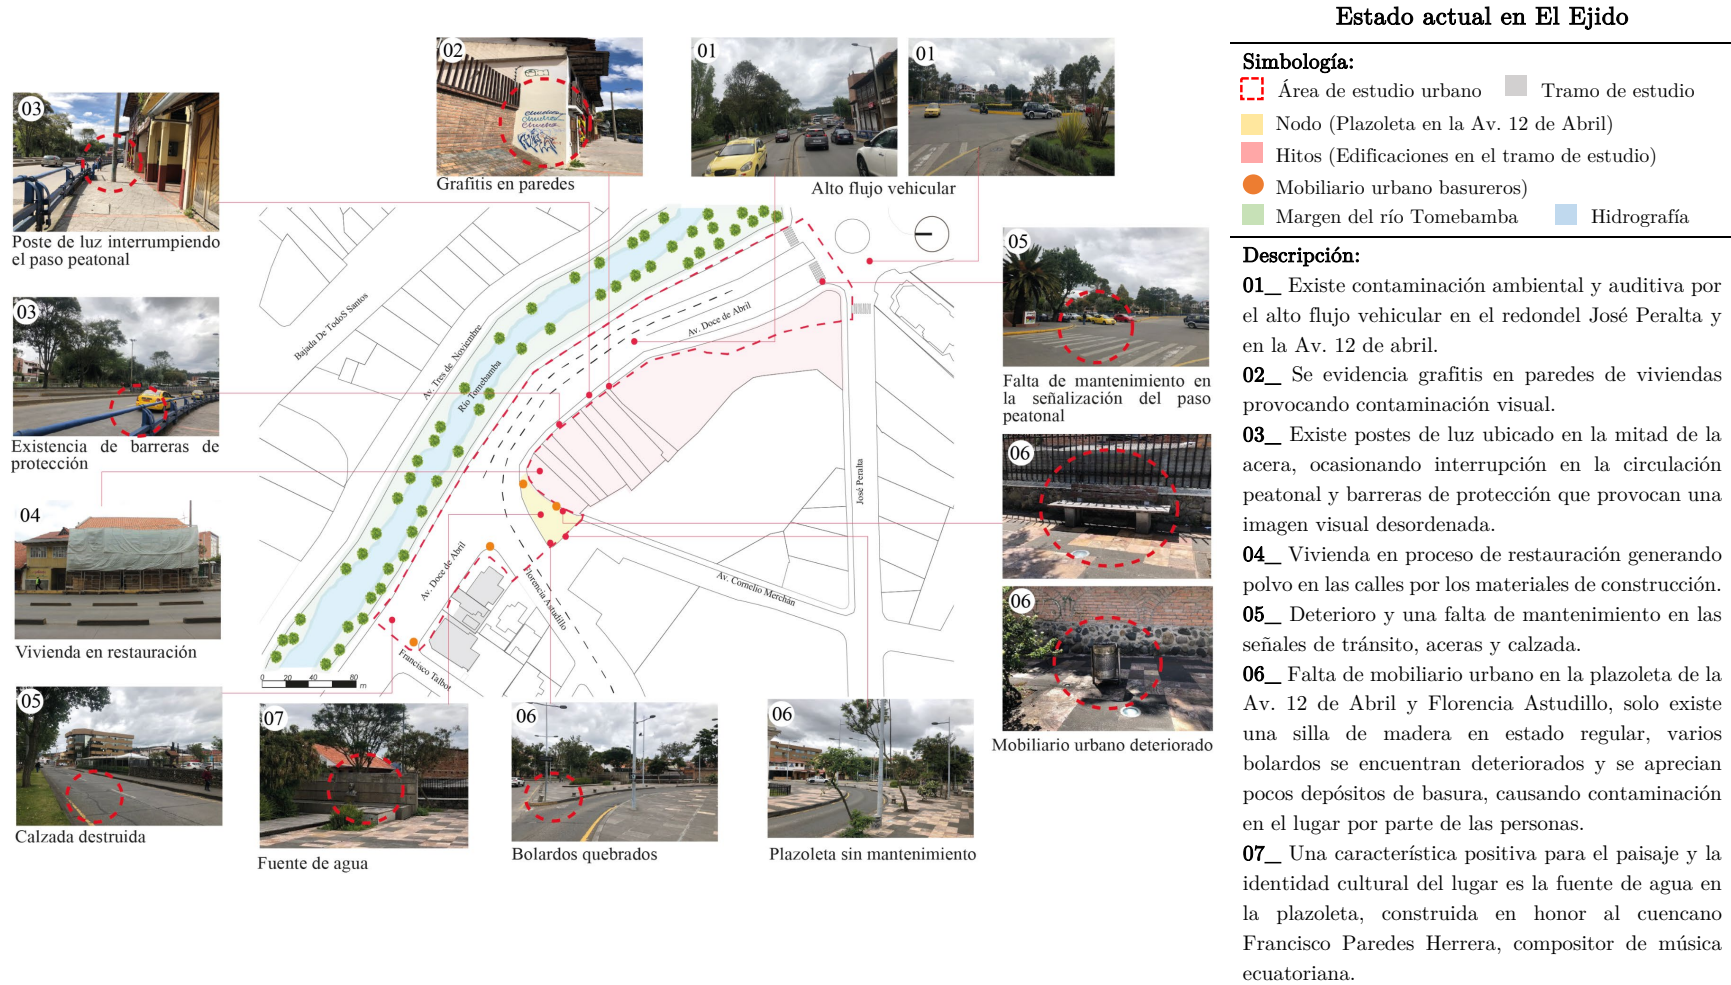 Estado actual en El Ejido
Simbología:
Área de estudio urbano
Tramo de estudio
Nodo (Plazoleta en la Av. 12 de Abril)
Hitos (Edificaciones en el tramo de estudio)
Mobiliario urbano basureros)
Margen del río Tomebamba
Hidrografía
Descripción:
01_ Existe contaminación ambiental y auditiva por
el alto flujo vehicular en el redondel José Peralta y
en la Av. 12 de abril.
02_ Se evidencia grafitis en paredes de viviendas
provocando contaminación visual.
03_ Existe postes de luz ubicado en la mitad de la
acera, ocasionando interrupción en la circulación
peatonal y barreras de protección que provocan una
imagen visual desordenada.
04_ Vivienda en proceso de restauración generando
polvo en las calles por los materiales de construcción.
05_ Deterioro y una falta de mantenimiento en las
señales de tránsito, aceras y calzada.
06_ Falta de mobiliario urbano en la plazoleta de la
Av. 12 de Abril y Florencia Astudillo, solo existe
una silla de madera en estado regular, varios
bolardos se encuentran deteriorados y se aprecian
pocos depósitos de basura, causando contaminación
en el lugar por parte de las personas.
07_ Una característica positiva para el paisaje y la
identidad cultural del lugar es la fuente de agua en
la plazoleta, construida en honor al cuencano
Francisco Paredes Herrera, compositor de música
ecuatoriana.
03
Poste de luz interrumpiendo
el paso peatonal
02
Grafitis en paredes
01
01
Alto flujo vehicular
03
Existencia de barreras de
protección
04
Vivienda en restauración
05
Calzada destruida
07
Fuente de agua
06
Bolardos quebrados
06
Plazoleta sin mantenimiento
05
Falta de mantenimiento en
la señalización del paso
peatonal
06
06
Mobiliario urbano deteriorado
Bajada De TodoS Santos
Av. Tres de Noviembre
Río Tomebamba
Av. Doce de Abril
José Peralta
Av. Cornelio Merchán
Av. Doce de Abril
Florencia Astudillo
Francisco Talbot
0 20 40 60 80
m